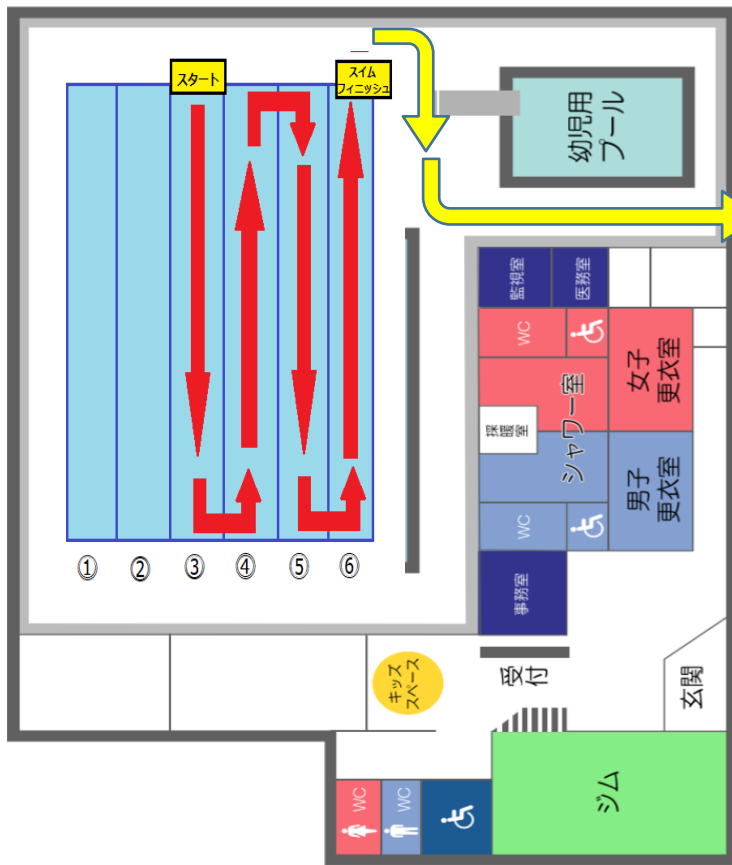 スタート
スイム
フィニッシュ
幼児用
プール
監視室
医務室
WC
女子
更衣室
採暖室
シャワー室
男子
更衣室
WC
①
②
③
④
⑤
⑥
事務室
キッズ
スペース
受付
玄関
WC
WC
ジム